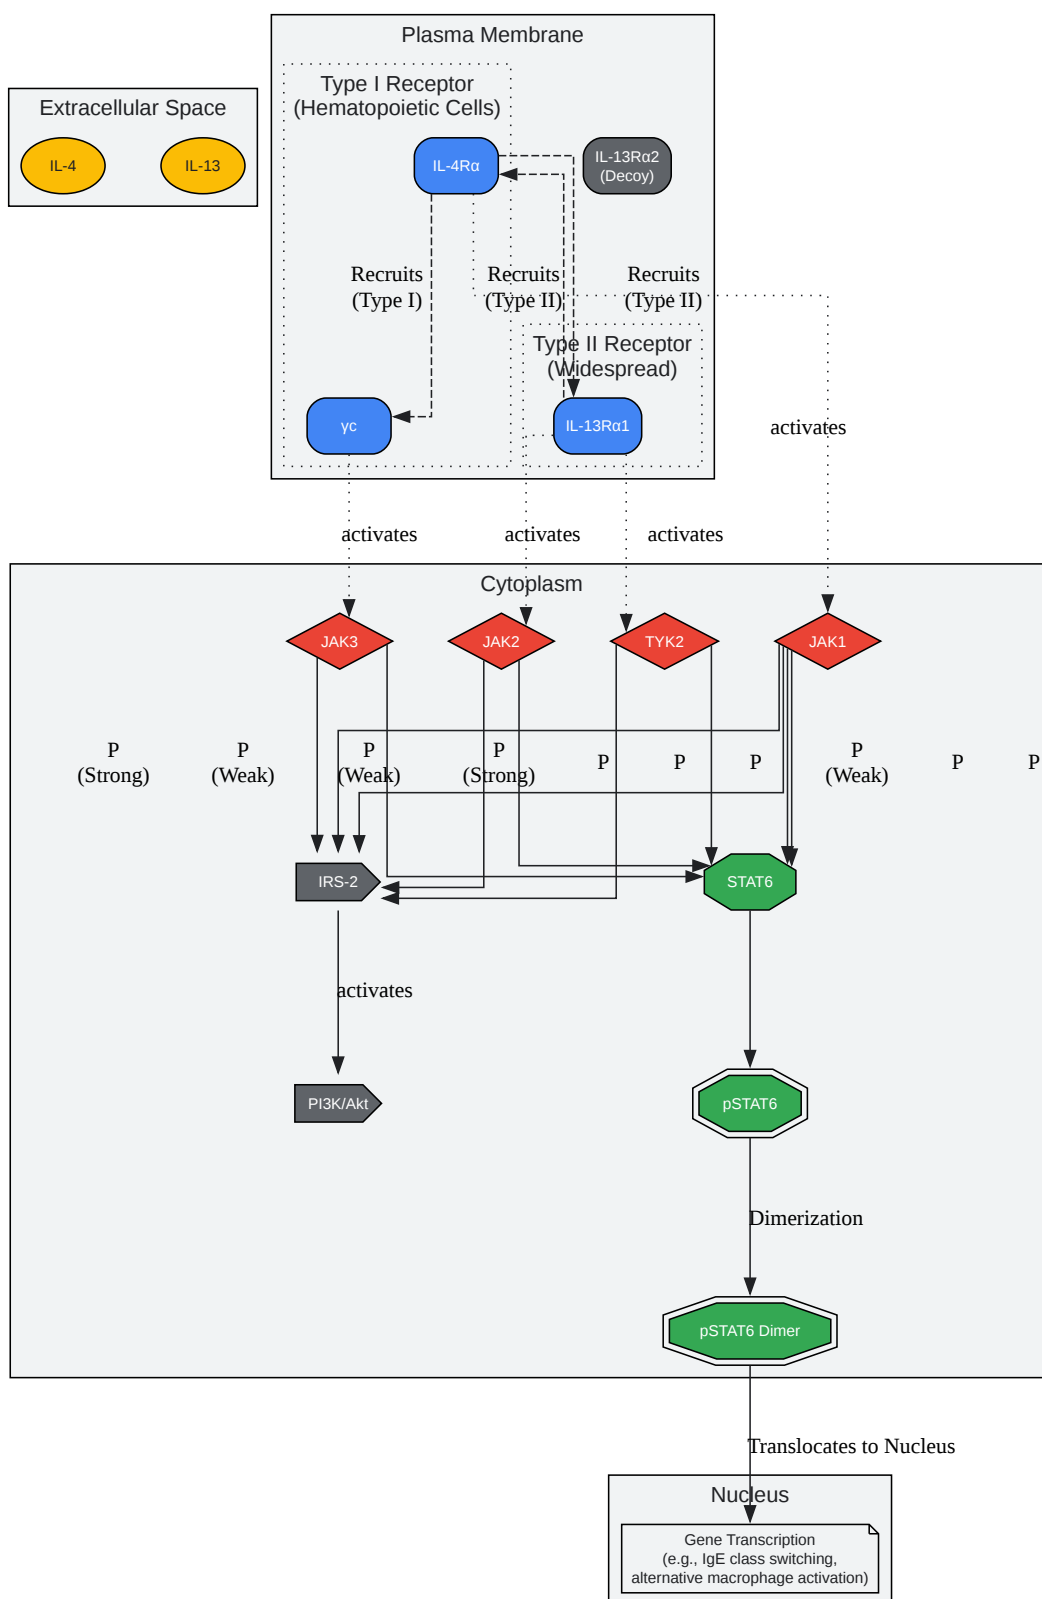 Plasma Membrane
Type I Receptor
(Hematopoietic Cells)
Extracellular Space
IL-4
IL-13
IL-4Rα
IL-13Rα2
(Decoy)
Recruits
(Type I)
Recruits
(Type II)
Recruits
(Type II)
Type II Receptor
(Widespread)
γc
IL-13Rα1
activates
activates
activates
activates
Cytoplasm
JAK3
JAK2
TYK2
JAK1
P
(Strong)
P
(Weak)
P
(Weak)
P
(Strong)
P
P
P
P
(Weak)
P
P
IRS-2
STAT6
activates
PI3K/Akt
pSTAT6
Dimerization
pSTAT6 Dimer
Translocates to Nucleus
Nucleus
Gene Transcription
(e.g., IgE class switching,
alternative macrophage activation)